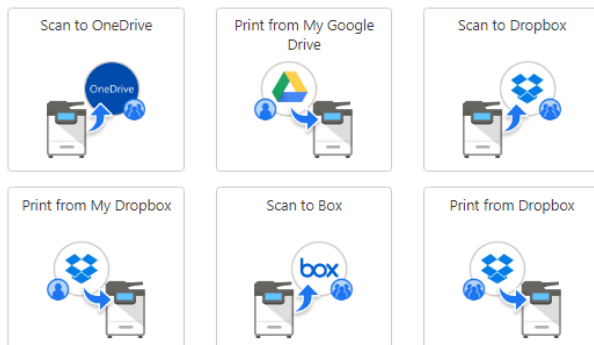 Scan to OneDrive
Print from My Google
Drive
Scan to Dropbox
OneDrive
Print from My Dropbox
Scan to Box
Print from Dropbox
box